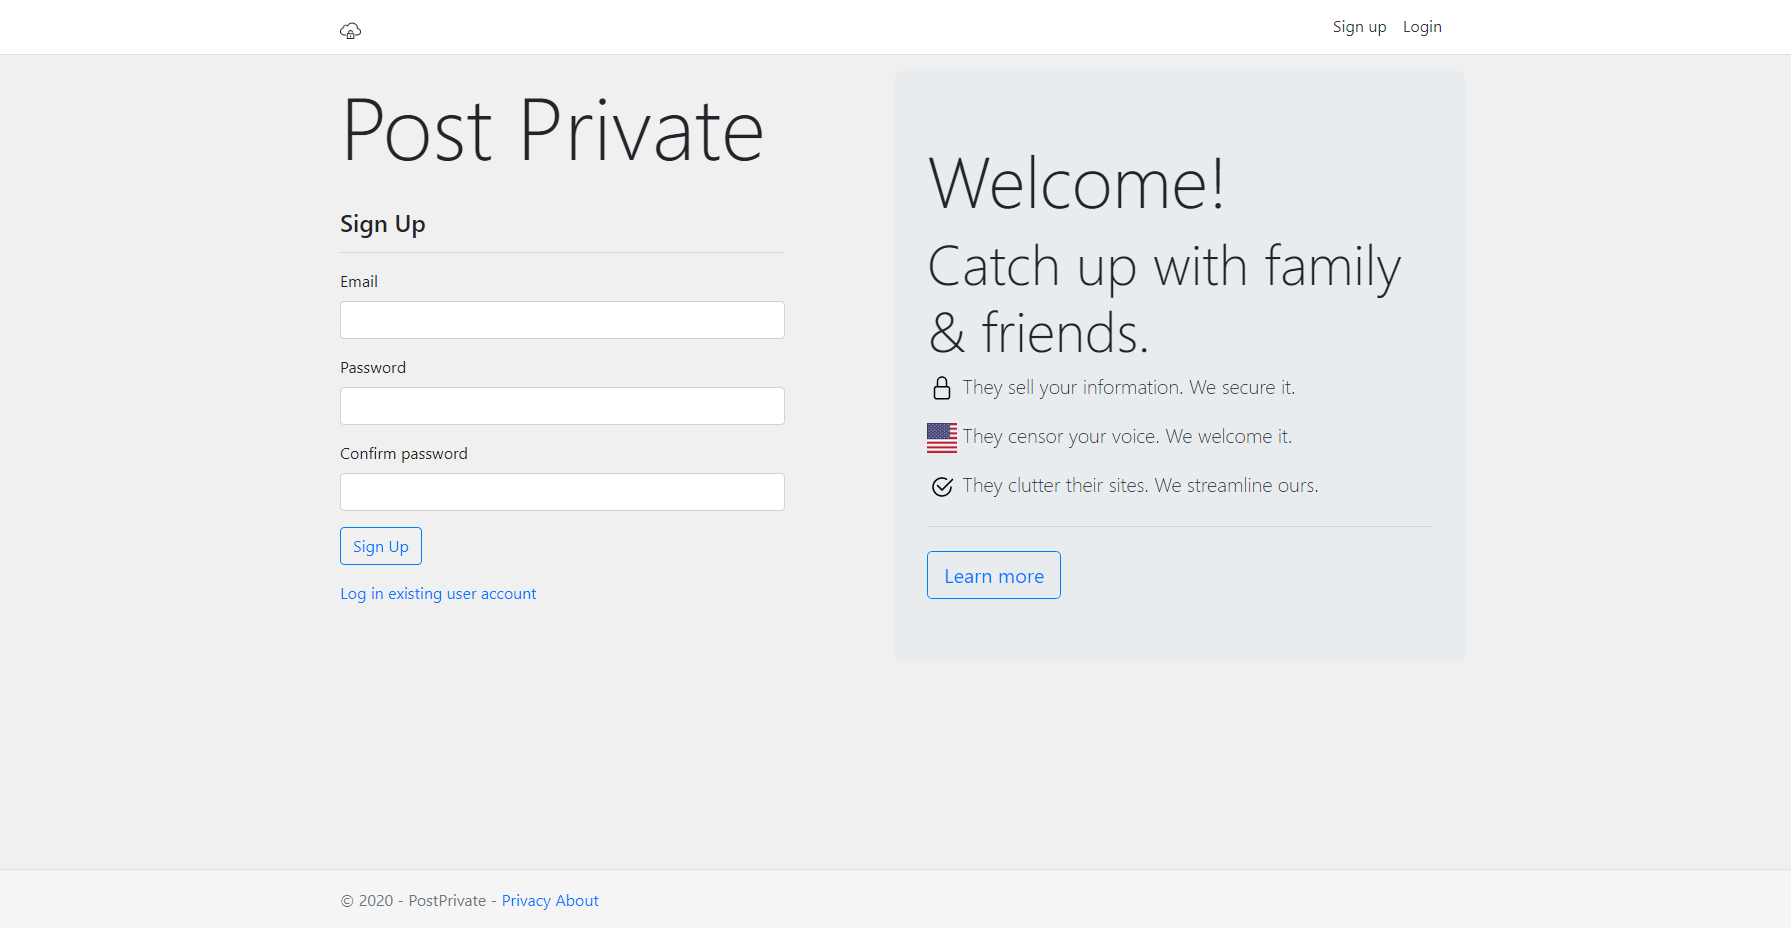 Sign up Login
Post Private
Sign Up
Email
Password
Confirm password
Sign Up
Log in existing user account
Welcome!
Catch up with family
& friends.
They sell your information. We secure it.
They censor your voice. We welcome it.
They clutter their sites. We streamline ours.
Learn more
© 2020 - PostPrivate - Privacy About